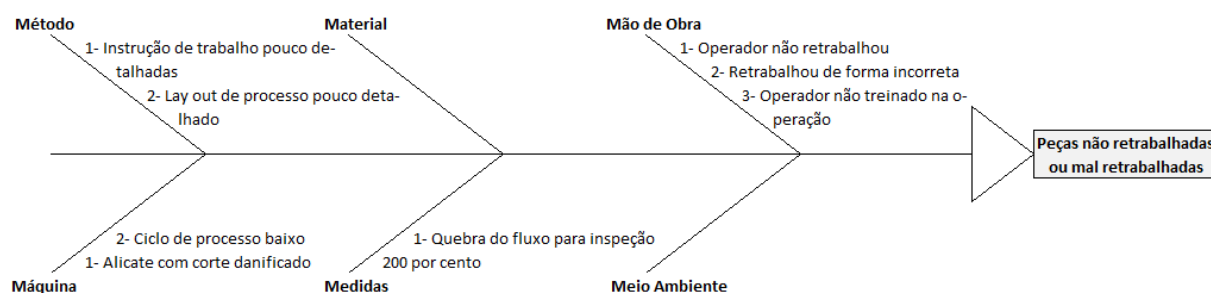 Método
1- Instrução de trabalho pouco de-
talhadas
2- Lay out de processo pouco deta-
lhado
Material
Mão de Obra
1- Operador não retrabalhou
2- Retrabalhou de forma incorreta
3- Operador não treinado na o-
peração
Peças não retrabalhadas
ou mal retrabalhadas
2- Ciclo de processo baixo
1- Alicate com corte danificado
Máquina
1- Quebra do fluxo para inspeção
200 por cento
Medidas
Meio Ambiente